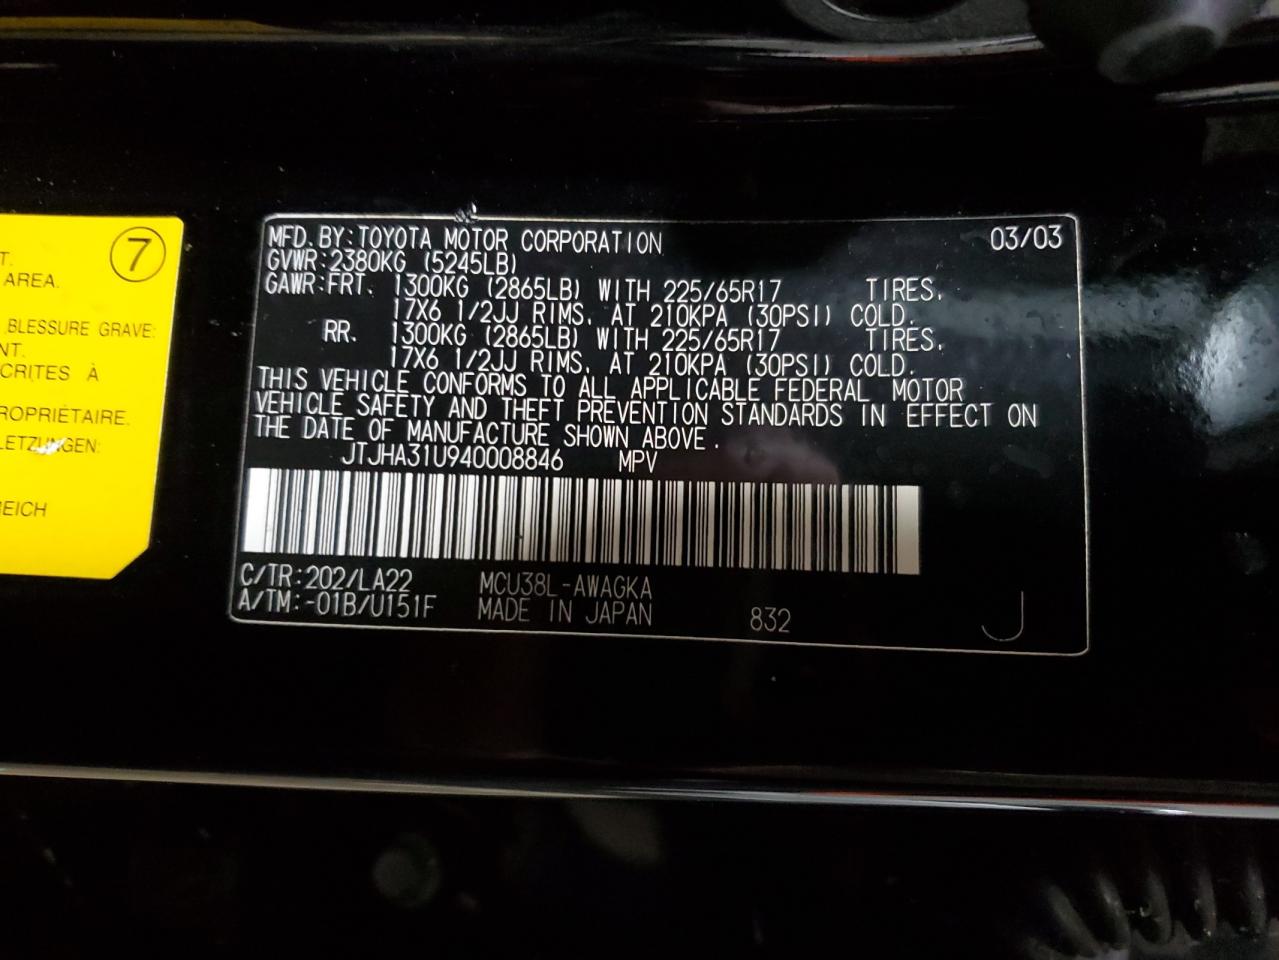 7
T.
AREA.
BLESSURE GRAVE:
NT.
CRITES À
ROPRIÉTAIRE.
LETZUNGEN:
REICH
MFD. BY: TOYOTA MOTOR CORPORATION 03/03
GVWR: 2380KG (5245LB)
GAWR: FRT. 1300KG (2865LB) WITH 225/65R17 TIRES,
17X6 1/2JJ RIMS, AT 210KPA (30PSI) COLD.
RR. 1300KG (2865LB) WITH 225/65R17 TIRES,
17X6 1/2JJ RIMS, AT 210KPA (30PSI) COLD.
THIS VEHICLE CONFORMS TO ALL APPLICABLE FEDERAL MOTOR
VEHICLE SAFETY AND THEFT PREVENTION STANDARDS IN EFFECT ON
THE DATE OF MANUFACTURE SHOWN ABOVE.
JTJHA31U940008846 MPV
C/TR: 202/LA22 MCU38L-AWAGKA
A/TM: -01B/U151F MADE IN JAPAN 832 J